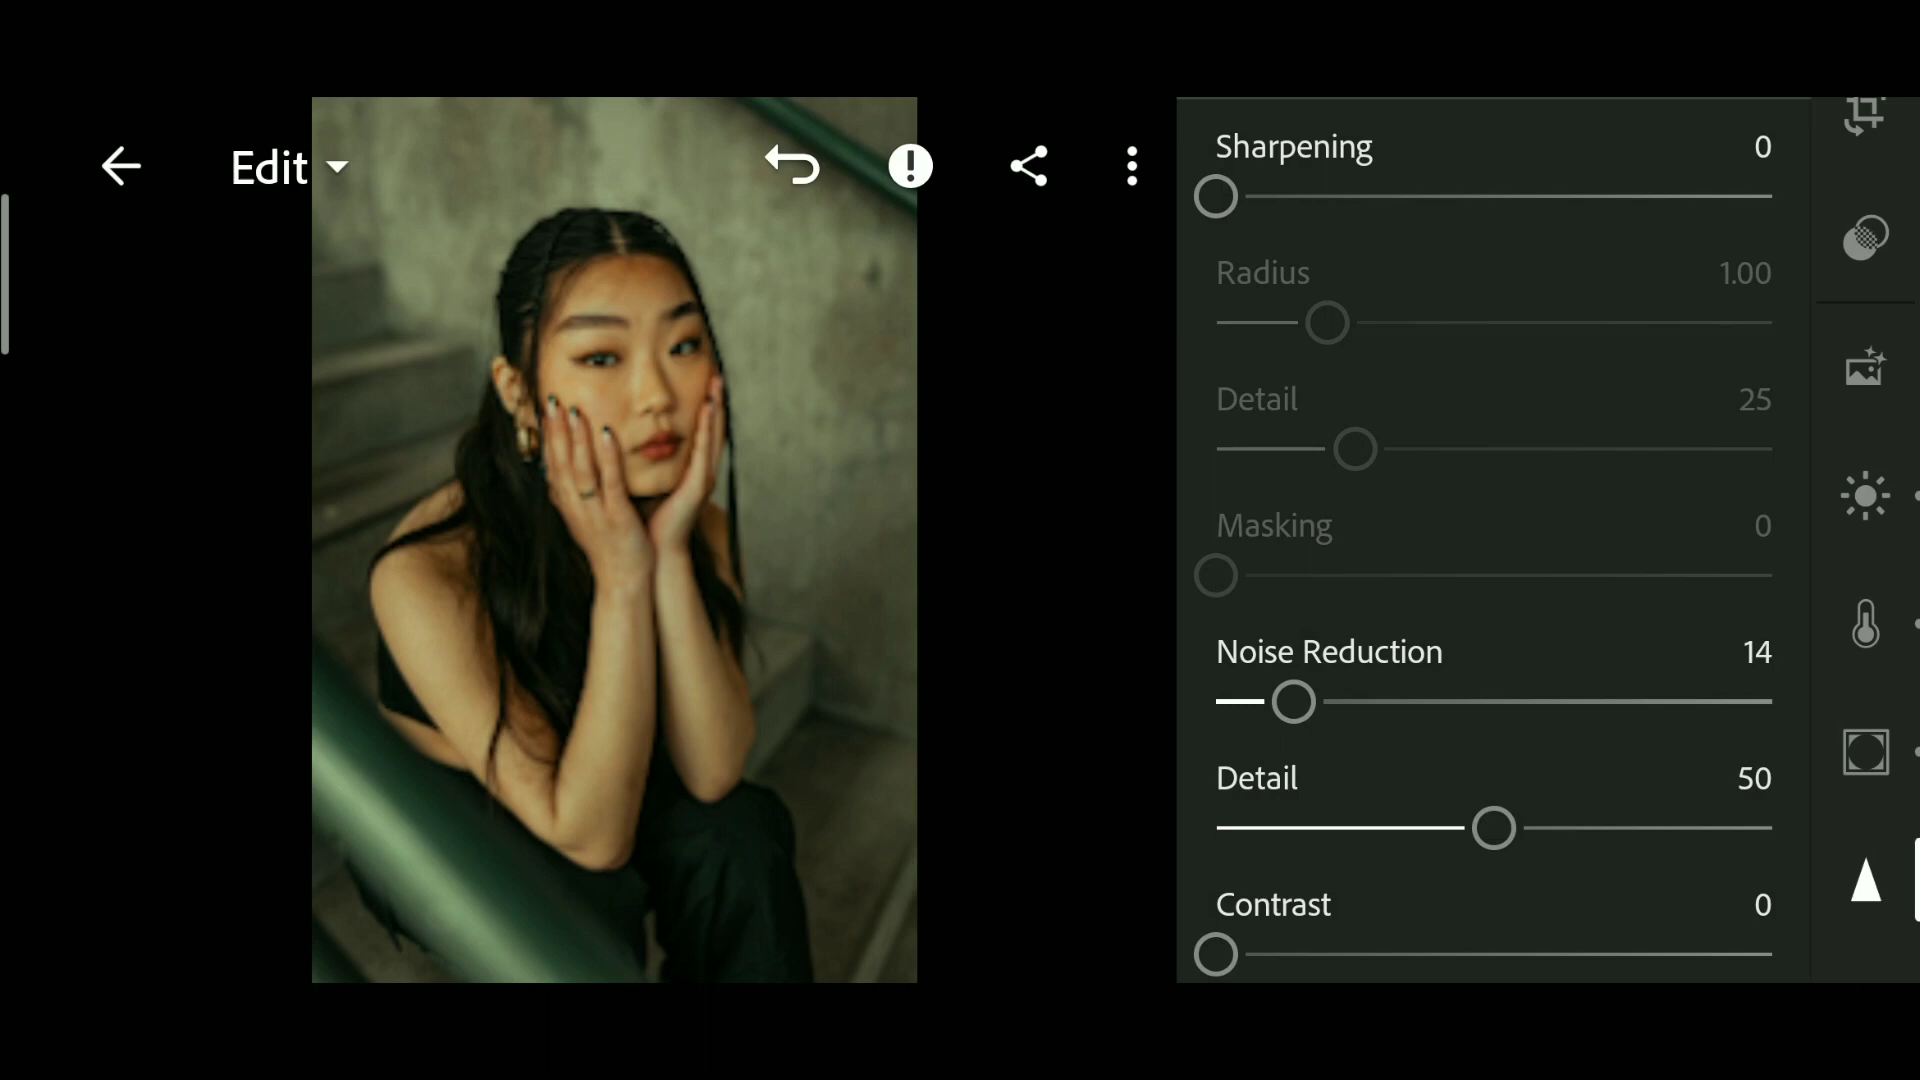 Edit
Sharpening 0
Radius 1.00
Detail 25
Masking 0
Noise Reduction 14
Detail 50
Contrast 0